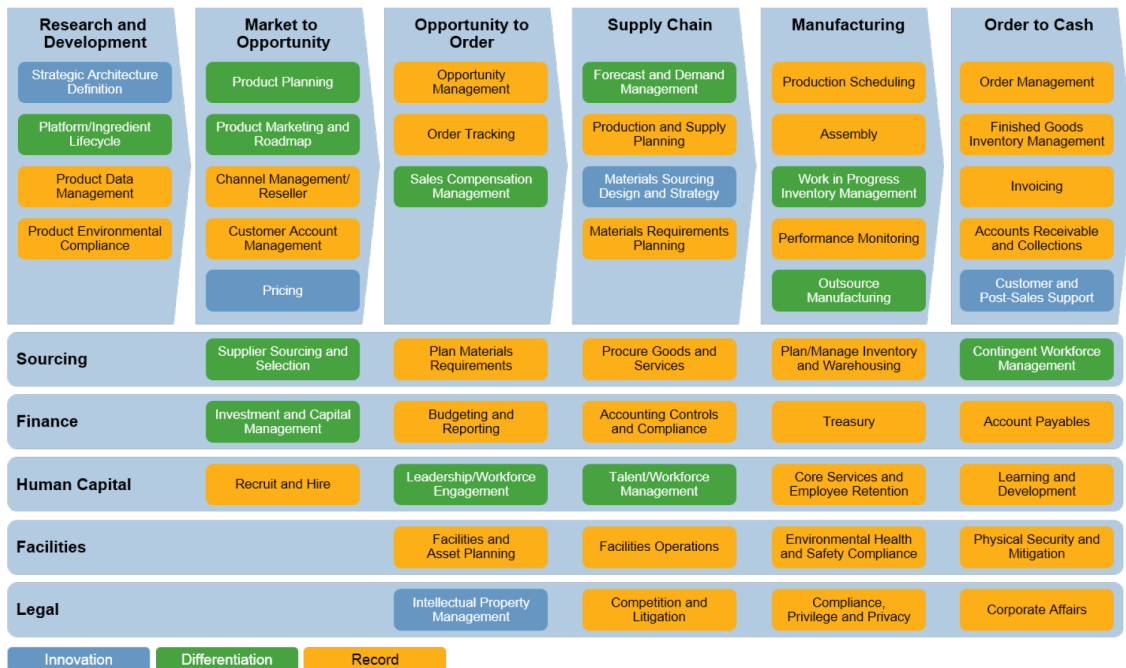 Research and
Development
Strategic Architecture
Definition
Platform/Ingredient
Lifecycle
Product Data
Management
Product Environmental
Compliance
Market to
Opportunity
Product Planning
Product Marketing and
Roadmap
Channel Management/
Reseller
Customer Account
Management
Pricing
Opportunity to
Order
Opportunity
Management
Order Tracking
Sales Compensation
Management
Supply Chain
Forecast and Demand
Management
Production and Supply
Planning
Materials Sourcing
Design and Strategy
Materials Requirements
Planning
Manufacturing
Production Scheduling
Assembly
Work in Progress
Inventory Management
Performance Monitoring
Outsource
Manufacturing
Order to Cash
Order Management
Finished Goods
Inventory Management
Invoicing
Accounts Receivable
and Collections
Customer and
Post-Sales Support
Sourcing
Supplier Sourcing and
Selection
Plan Materials
Requirements
Procure Goods and
Services
Plan/Manage Inventory
and Warehousing
Contingent Workforce
Management
Finance
Investment and Capital
Management
Budgeting and
Reporting
Accounting Controls
and Compliance
Treasury
Account Payables
Human Capital
Recruit and Hire
Leadership/Workforce
Engagement
Talent/Workforce
Management
Core Services and
Employee Retention
Learning and
Development
Facilities
Facilities and
Asset Planning
Facilities Operations
Environmental Health
and Safety Compliance
Physical Security and
Mitigation
Legal
Intellectual Property
Management
Competition and
Litigation
Compliance,
Privilege and Privacy
Corporate Affairs
Innovation
Differentiation
Record